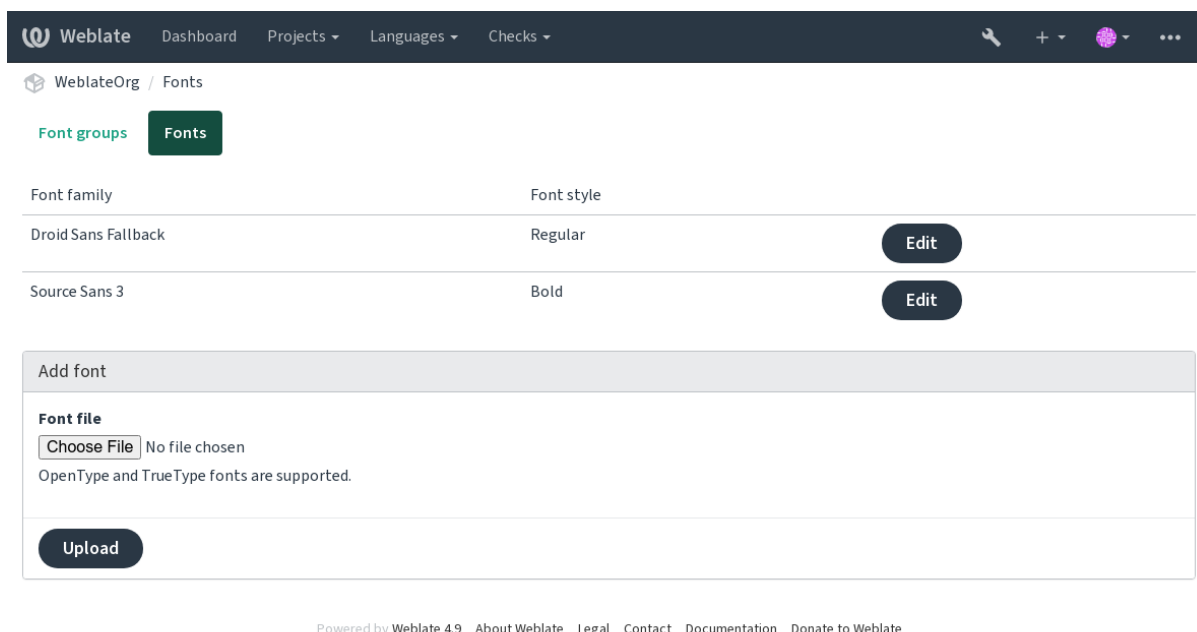 Weblate Dashboard Projects Languages Checks
WeblateOrg / Fonts
Font groups Fonts
Font family Font style
Droid Sans Fallback Regular Edit
Source Sans 3 Bold Edit
Add font
Font file
Choose File No file chosen
OpenType and TrueType fonts are supported.
Upload
Powered by Weblate 4.9 About Weblate Legal Contact Documentation Donate to Weblate